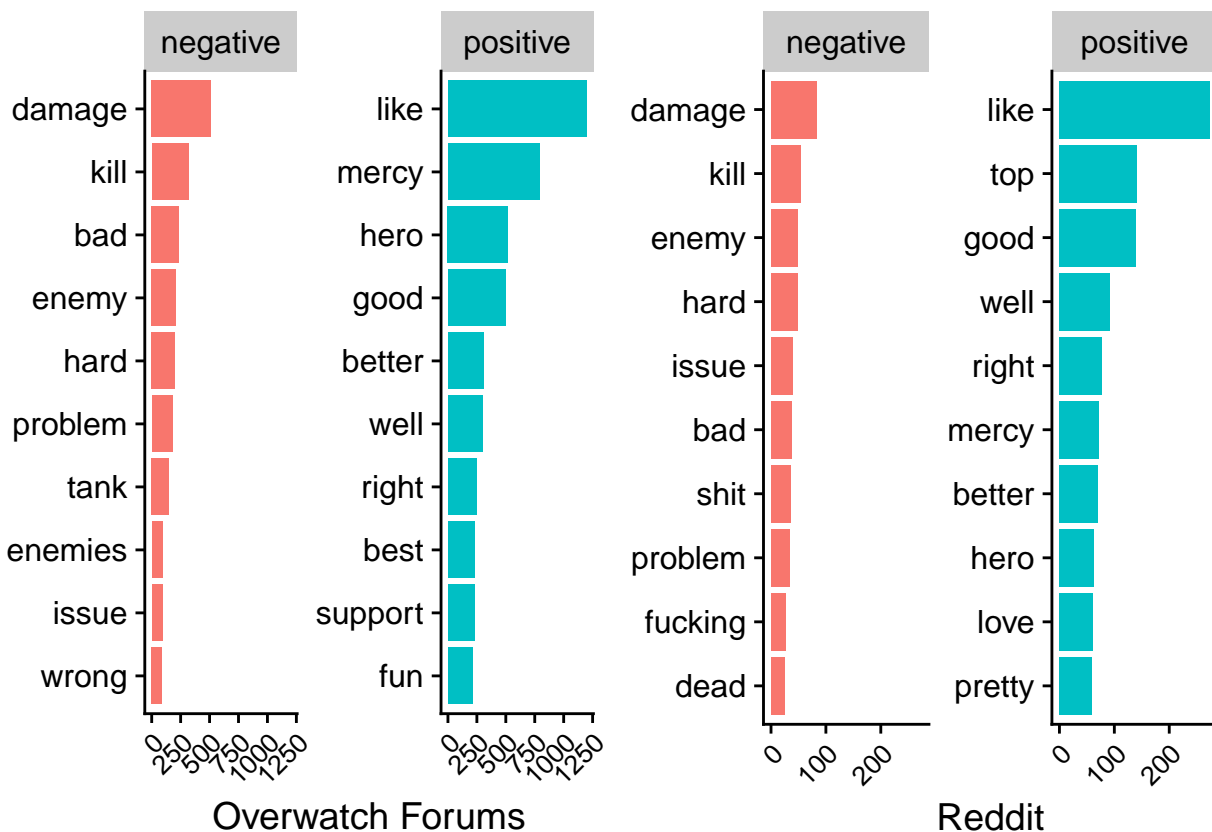 negative
damage
kill
bad
enemy
hard
problem
tank
enemies
issue
wrong
0
250
500
750
1000
1250
positive
like
mercy
hero
good
better
well
right
best
support
fun
0
250
500
750
1000
1250
Overwatch Forums
negative
damage
kill
enemy
hard
issue
bad
shit
problem
fucking
dead
0
100
200
positive
like
top
good
well
right
mercy
better
hero
love
pretty
0
100
200
Reddit